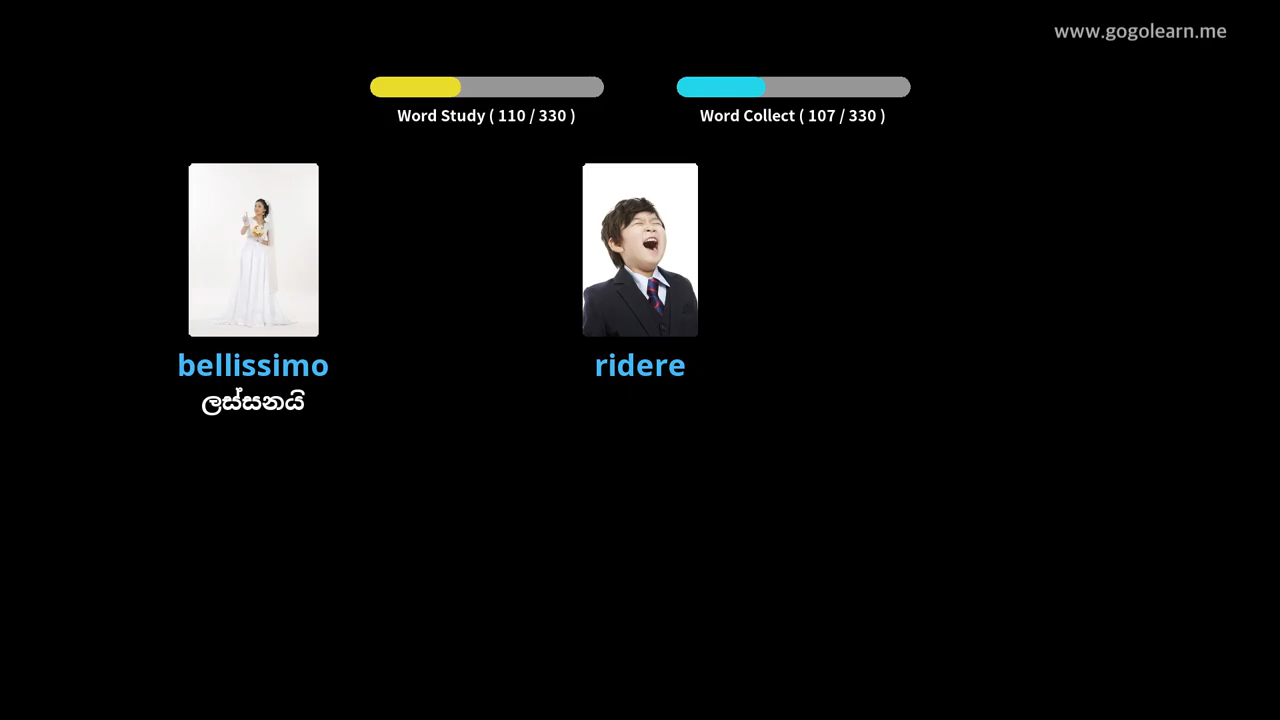 www.gogolearn.me
Word Study ( 110 / 330 )
Word Collect ( 107 / 330 )
bellissimo
ලස්සනයි
ridere